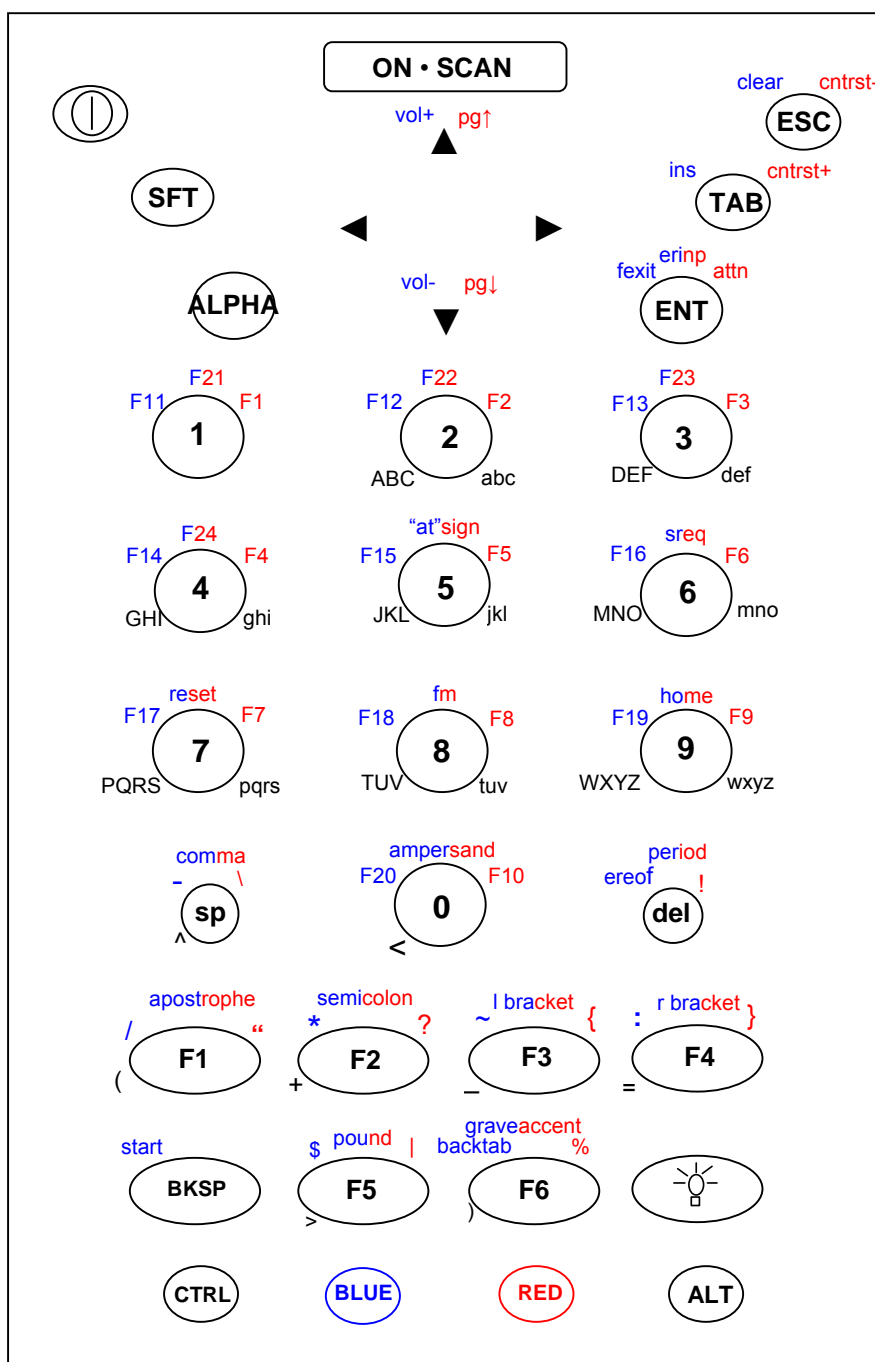 ON • SCAN
clear cntrst-
vol+ pg↑
ESC
ins cntrst+
SFT
TAB
erinp
fexit attn
vol- pg↓
ALPHA
ENT
F21 F22 F23
F11 F1 F12 F2 F13 F3
1 2 3
ABC abc DEF def
F24 "at"sign sreq
F14 F4 F15 F5 F16 F6
4 5 6
GHI ghi JKL jkl MNO mno
reset fm home
F17 F7 F18 F8 F19 F9
7 8 9
PQRS pqrs TUV tuv WXYZ wxyz
comma ampersand period
- \ F20 F10 ereof !
sp 0 del
^ <
apostrophe semicolon l bracket r bracket
/ “ * ? ~ { : }
F1 F2 F3 F4
( + _ =
graveaccent
start $ pound | backtab %
BKSP F5 F6
> )
CTRL BLUE RED ALT